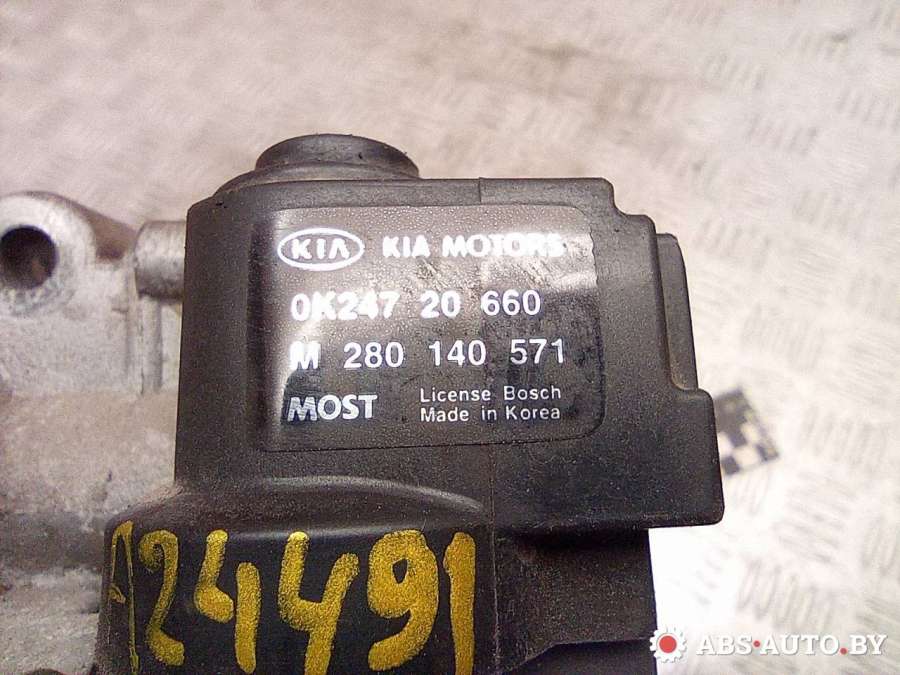 KIA KIA MOTORS
0K247 20 660
M 280 140 571
MOST License Bosch
Made in Korea
24491
ABS-AUTO.BY